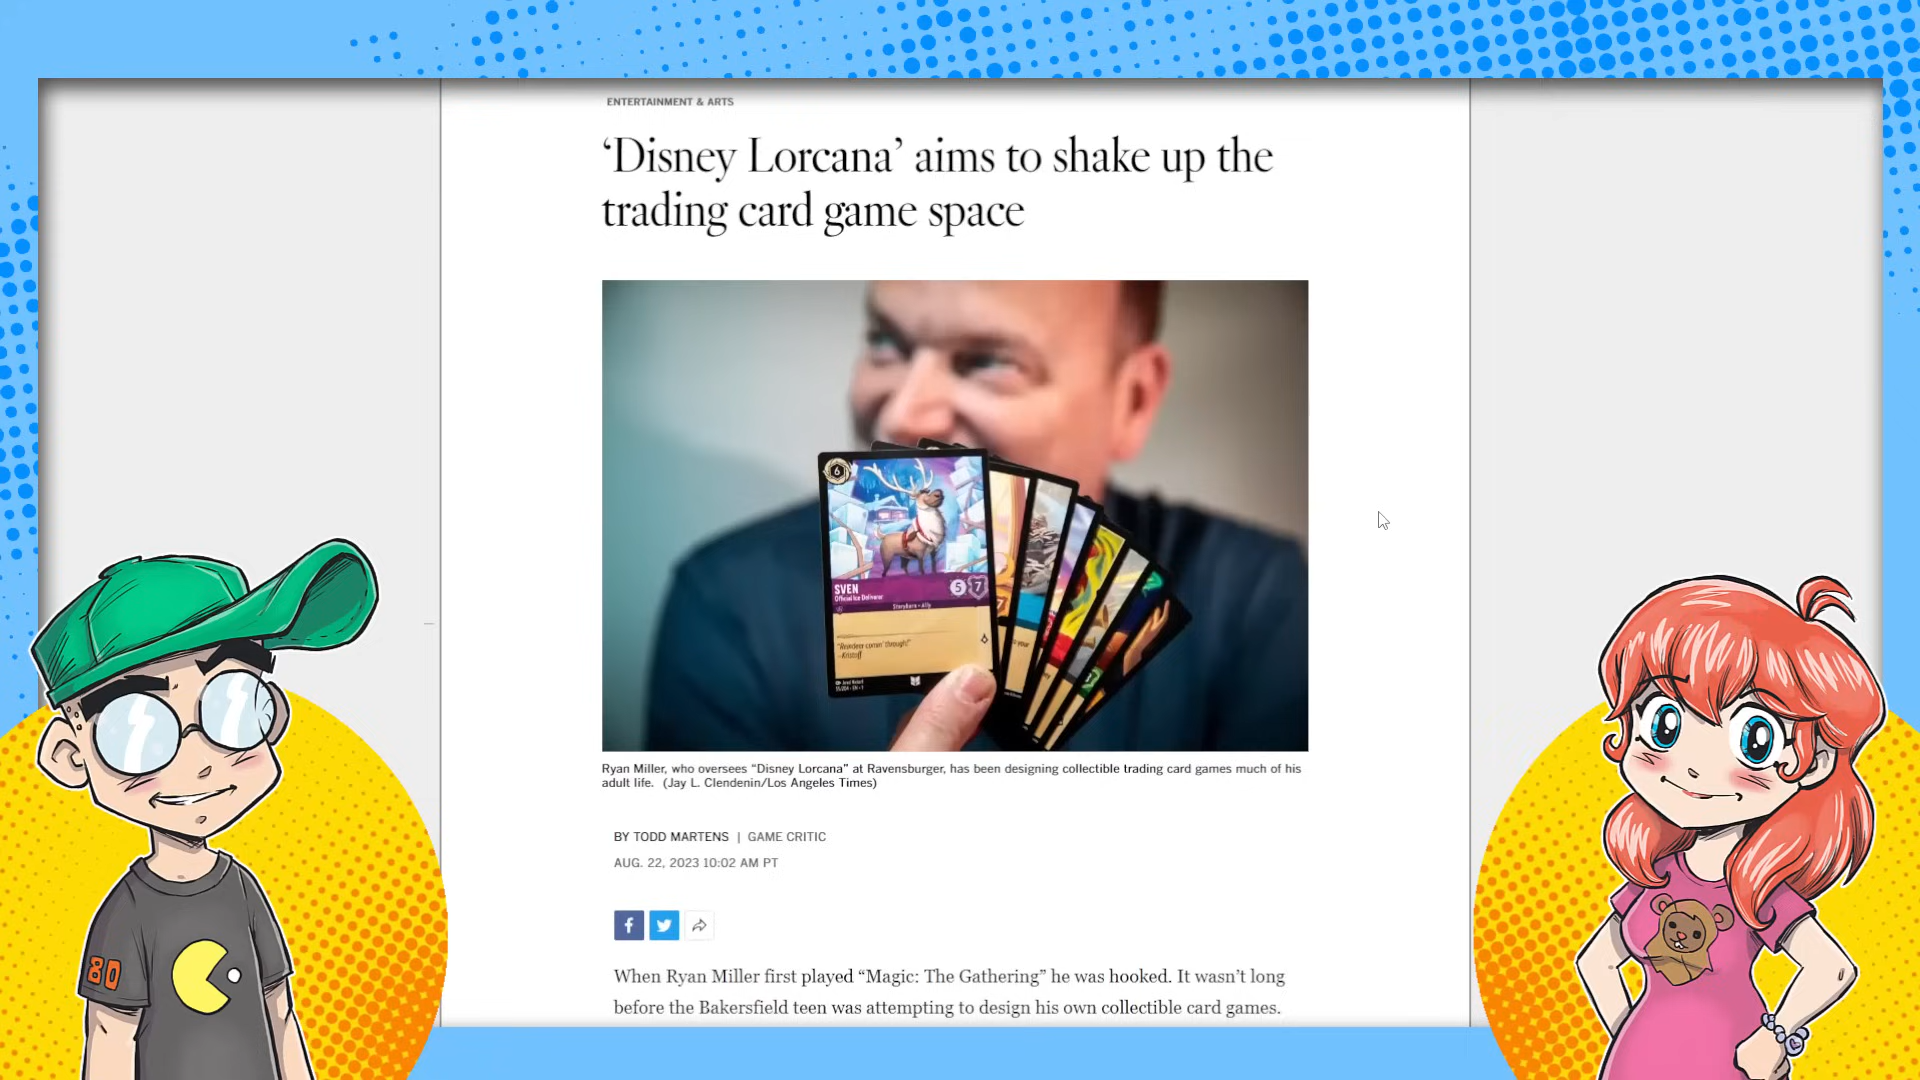 ENTERTAINMENT & ARTS
‘Disney Lorcana’ aims to shake up the
trading card game space
6
SVEN
Official Ice Deliverer
5 7
Storyborn • Ally
"Reindeer comin' through!"
-Kristoff
Ryan Miller, who oversees “Disney Lorcana” at Ravensburger, has been designing collectible trading card games much of his
adult life. (Jay L. Clendenin/Los Angeles Times)
BY TODD MARTENS | GAME CRITIC
AUG. 22, 2023 10:02 AM PT
When Ryan Miller first played “Magic: The Gathering” he was hooked. It wasn’t long
before the Bakersfield teen was attempting to design his own collectible card games.
80